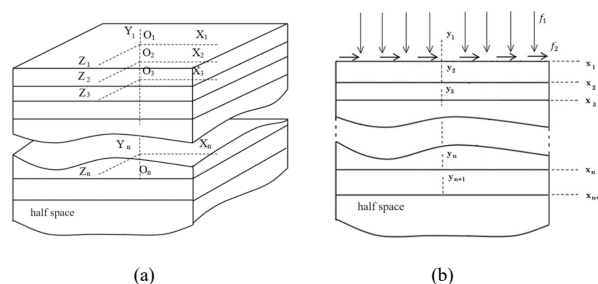 Y₁ O₁ X₁
Z₁ O₂ X₂
Z₂ O₃ X₃
Z₃
Yₙ Xₙ
Zₙ Oₙ
half space
(a)
f₁
y₁ f₂
y₂ x₁
y₃ x₂
x₃
yₙ xₙ
yₙ₊₁
half space
(b)